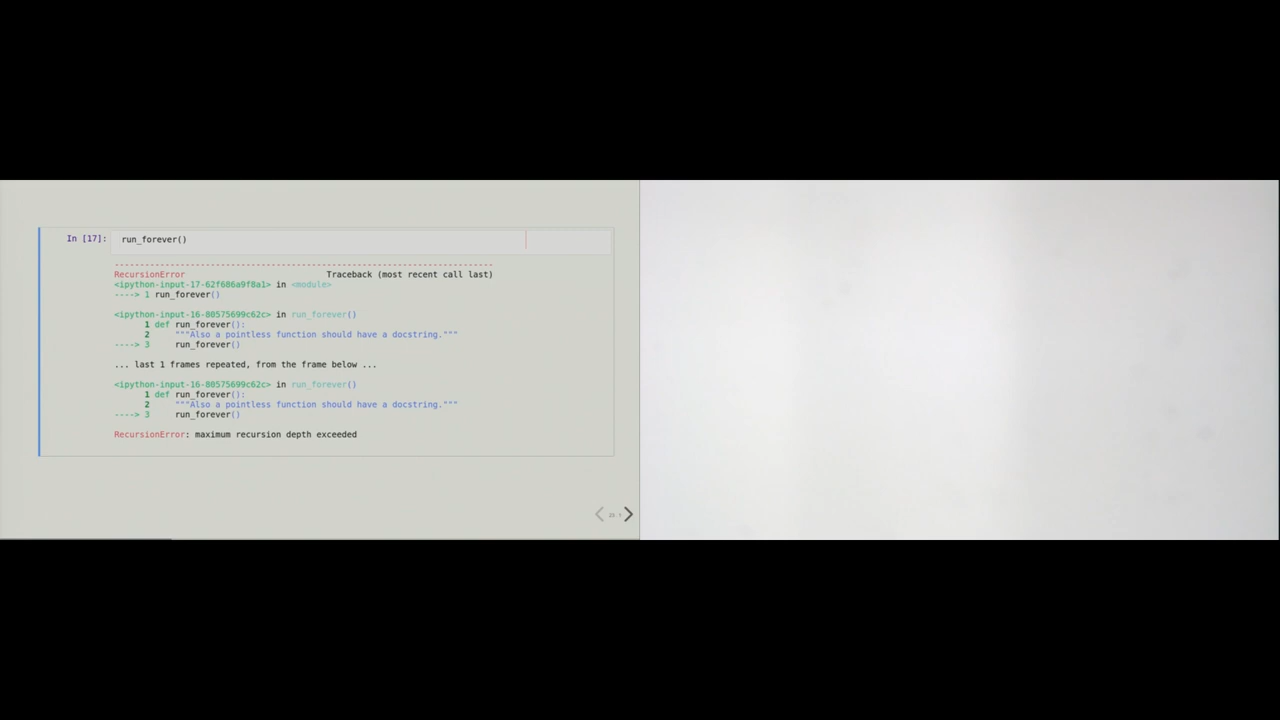 In [17]: run_forever()
---------------------------------------------------------------------------
RecursionError                            Traceback (most recent call last)
<ipython-input-17-62f686a9f8a1> in <module>
----> 1 run_forever()
<ipython-input-16-80575699c62c> in run_forever()
      1 def run_forever():
      2     """Also a pointless function should have a docstring."""
----> 3     run_forever()
... last 1 frames repeated, from the frame below ...
<ipython-input-16-80575699c62c> in run_forever()
      1 def run_forever():
      2     """Also a pointless function should have a docstring."""
----> 3     run_forever()
RecursionError: maximum recursion depth exceeded